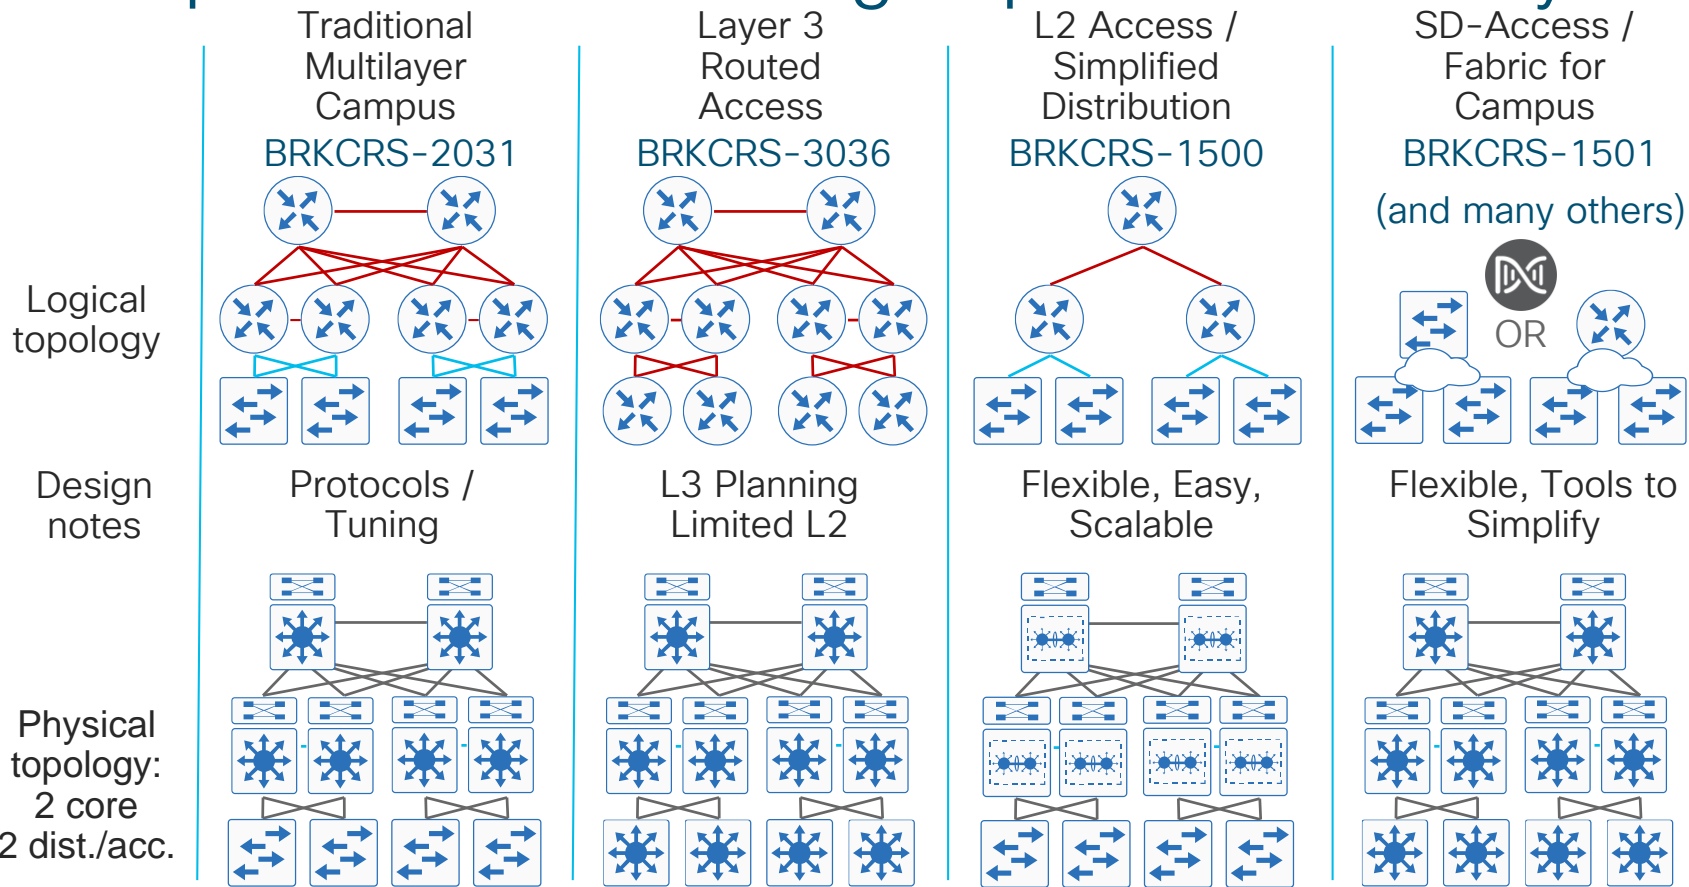 Traditional
Multilayer
Campus
BRKCRS-2031
Layer 3
Routed
Access
BRKCRS-3036
L2 Access /
Simplified
Distribution
BRKCRS-1500
SD-Access /
Fabric for
Campus
BRKCRS-1501
(and many others)
Logical
topology
OR
Design
notes
Protocols /
Tuning
L3 Planning
Limited L2
Flexible, Easy,
Scalable
Flexible, Tools to
Simplify
Physical
topology:
2 core
2 dist./acc.